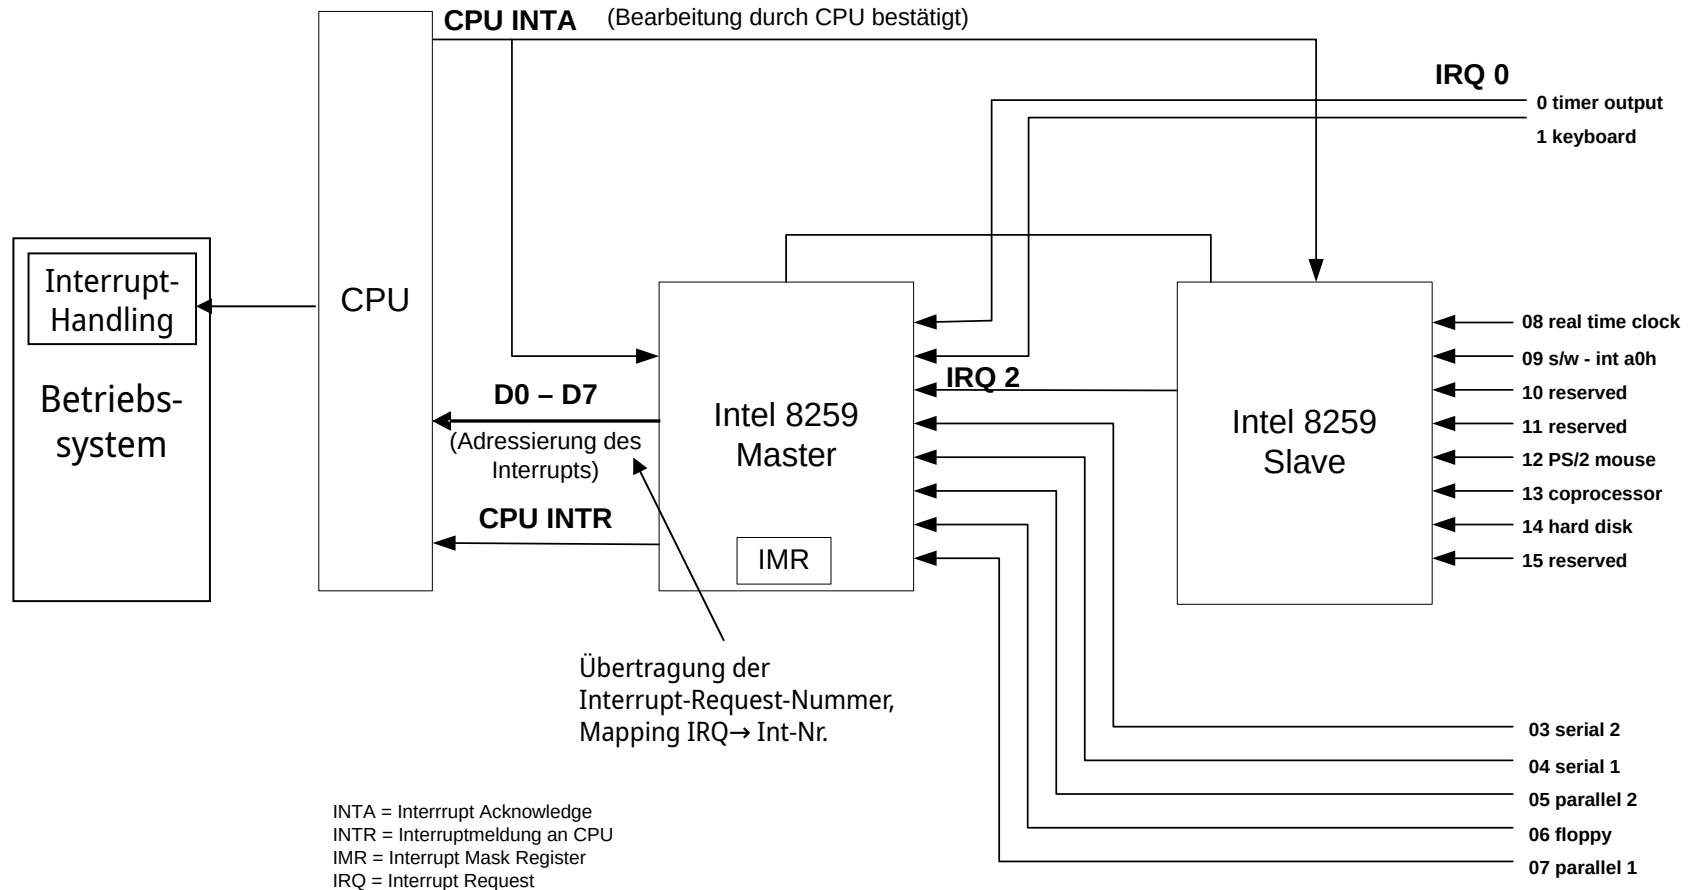 CPU INTA (Bearbeitung durch CPU bestätigt)
IRQ 0
0 timer output
1 keyboard
Interrupt-
Handling
Betriebs-
system
CPU
D0 – D7
(Adressierung des
Interrupts)
CPU INTR
Intel 8259
Master
IMR
IRQ 2
Intel 8259
Slave
08 real time clock
09 s/w - int a0h
10 reserved
11 reserved
12 PS/2 mouse
13 coprocessor
14 hard disk
15 reserved
Übertragung der
Interrupt-Request-Nummer,
Mapping IRQ→ Int-Nr.
03 serial 2
04 serial 1
05 parallel 2
06 floppy
07 parallel 1
INTA = Interrrupt Acknowledge
INTR = Interruptmeldung an CPU
IMR = Interrupt Mask Register
IRQ = Interrupt Request